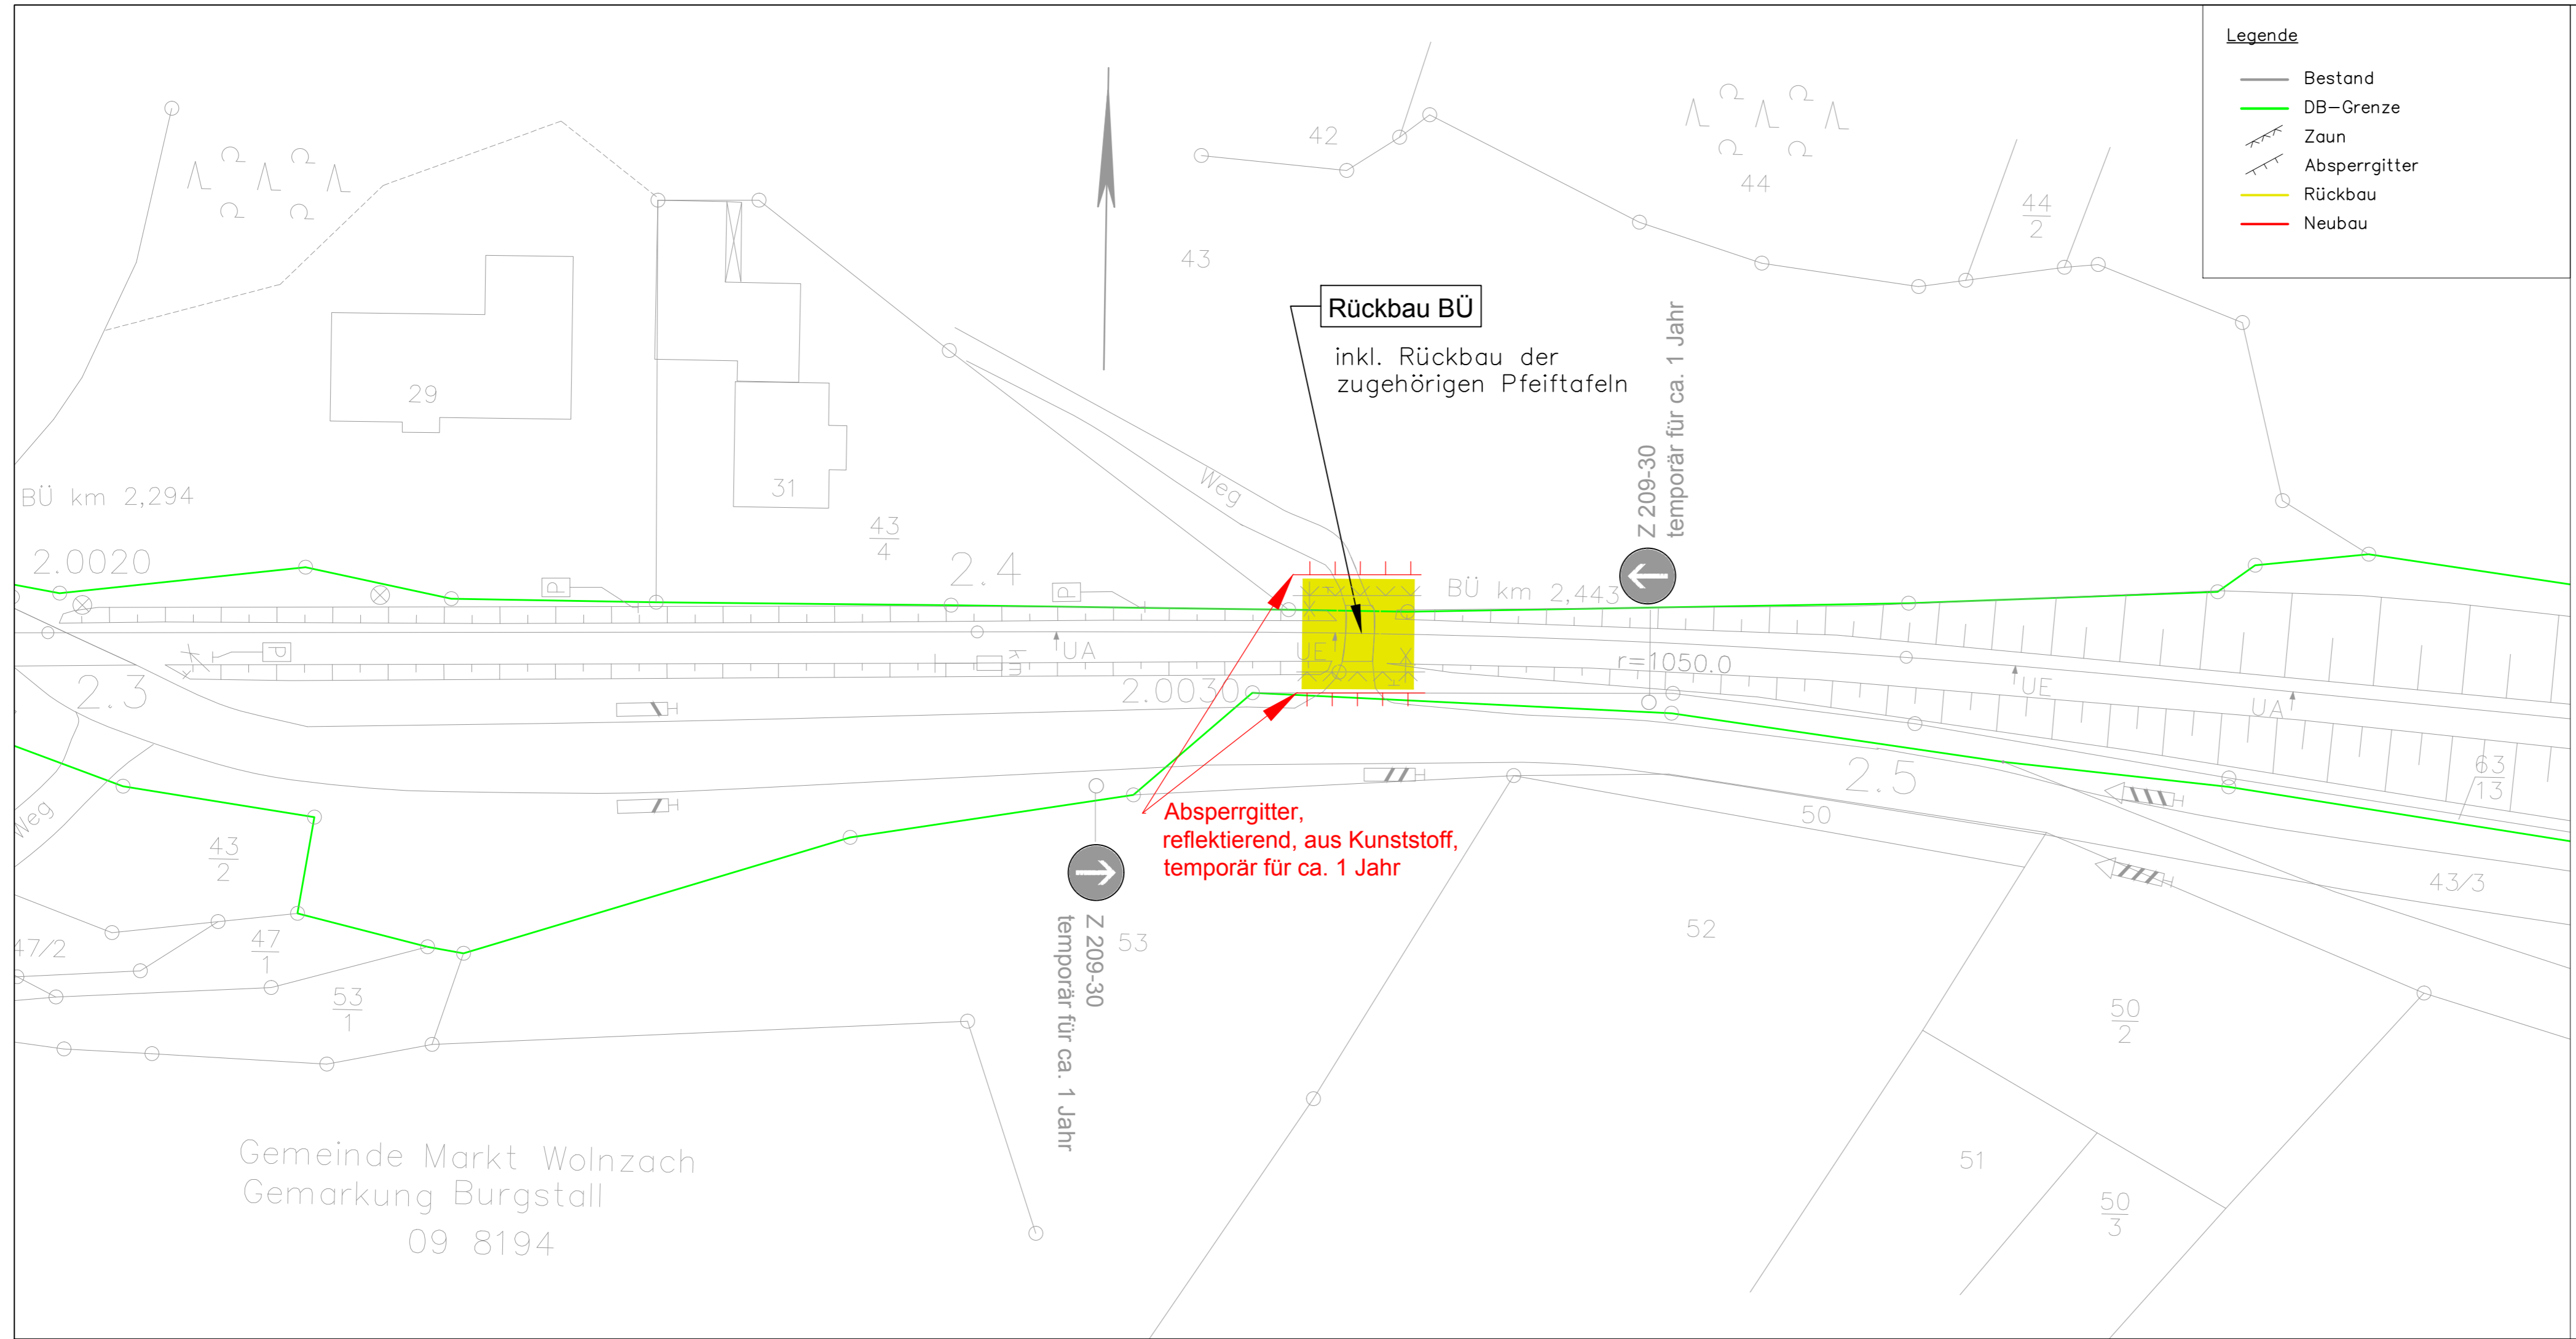 Legende
Bestand
DB-Grenze
Zaun
Absperrgitter
Rückbau
Neubau
42
44
44
2
43
Rückbau BÜ
inkl. Rückbau der
zugehörigen Pfeiftafeln
Z 209-30
temporär für ca. 1 Jahr
29
31
Weg
BÜ km 2,294
43
4
2.0020
2.4
P
P
BÜ km 2,443
P
UA
km
UE
r=1050.0
UE
UA
2.3
2.0030
2.5
63
13
Weg
Absperrgitter,
reflektierend, aus Kunststoff,
temporär für ca. 1 Jahr
50
43
2
43/3
47/2
47
1
Z 209-30
temporär für ca. 1 Jahr
53
52
53
1
50
2
51
50
3
Gemeinde Markt Wolnzach
Gemarkung Burgstall
09 8194